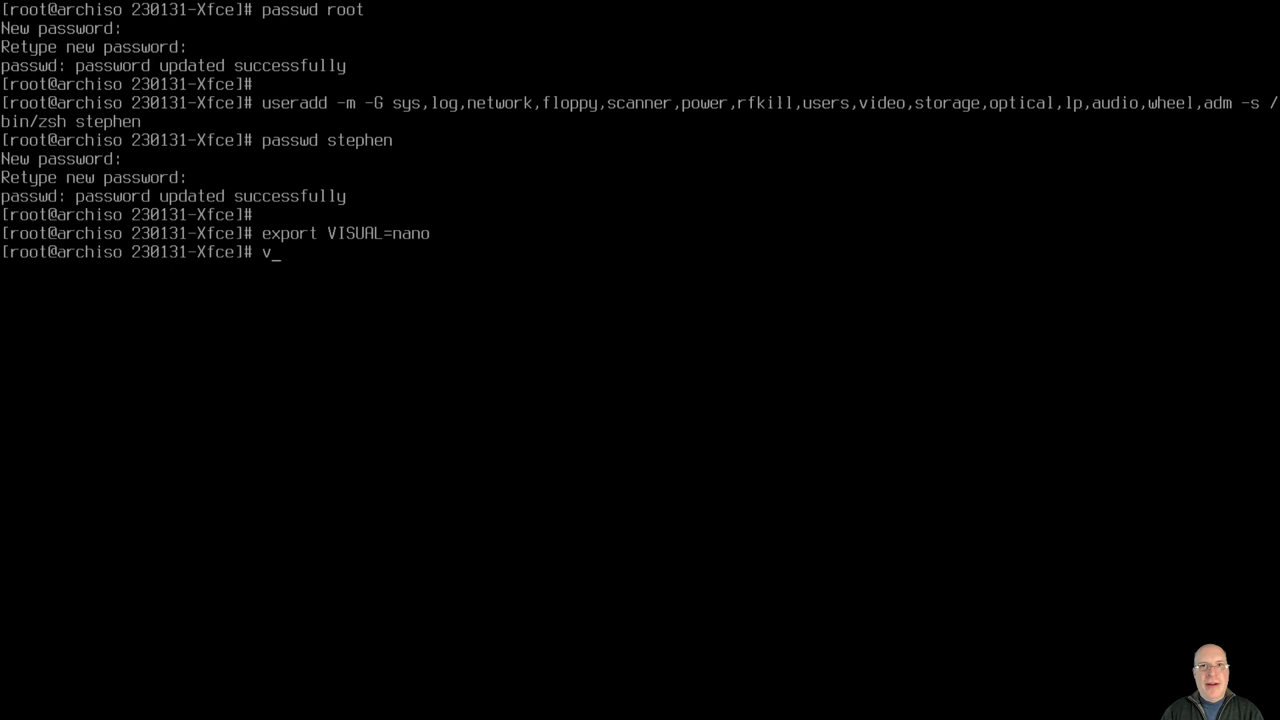 [root@archiso 230131-Xfce]# passwd root
New password:
Retype new password:
passwd: password updated successfully
[root@archiso 230131-Xfce]#
[root@archiso 230131-Xfce]# useradd -m -G sys,log,network,floppy,scanner,power,rfkill,users,video,storage,optical,lp,audio,wheel,adm -s /
bin/zsh stephen
[root@archiso 230131-Xfce]# passwd stephen
New password:
Retype new password:
passwd: password updated successfully
[root@archiso 230131-Xfce]#
[root@archiso 230131-Xfce]# export VISUAL=nano
[root@archiso 230131-Xfce]# v_